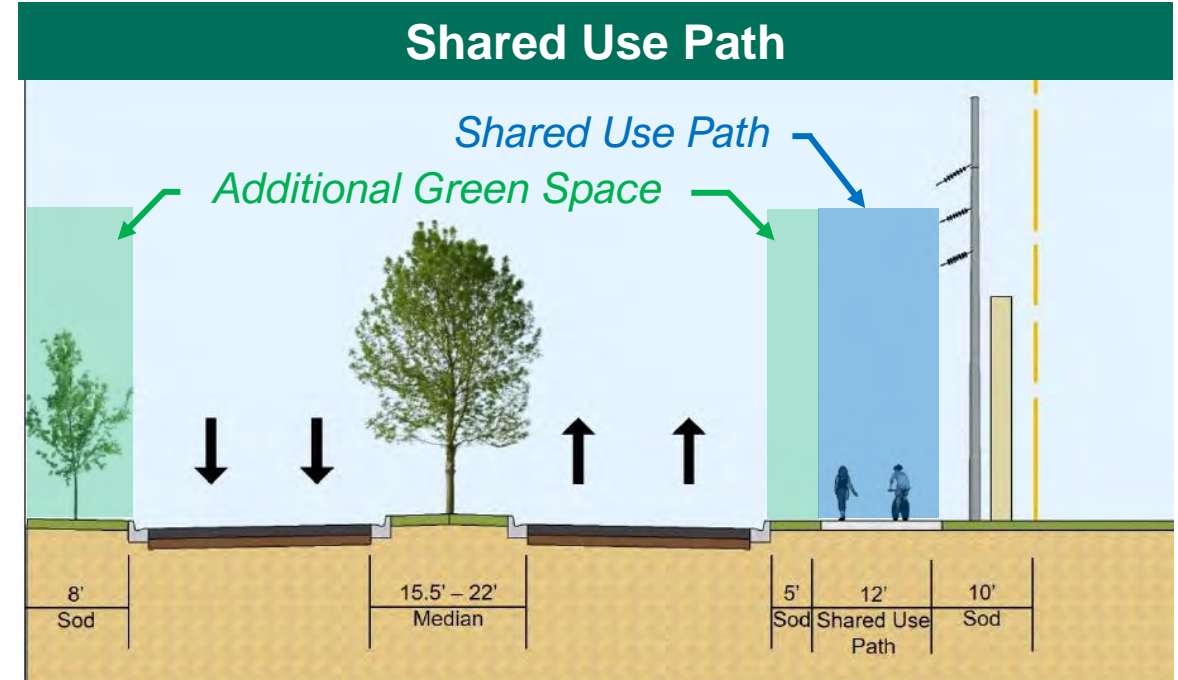 Shared Use Path
Shared Use Path
Additional Green Space
8'
Sod
15.5' – 22'
Median
5'
Sod
12'
Shared Use
Path
10'
Sod